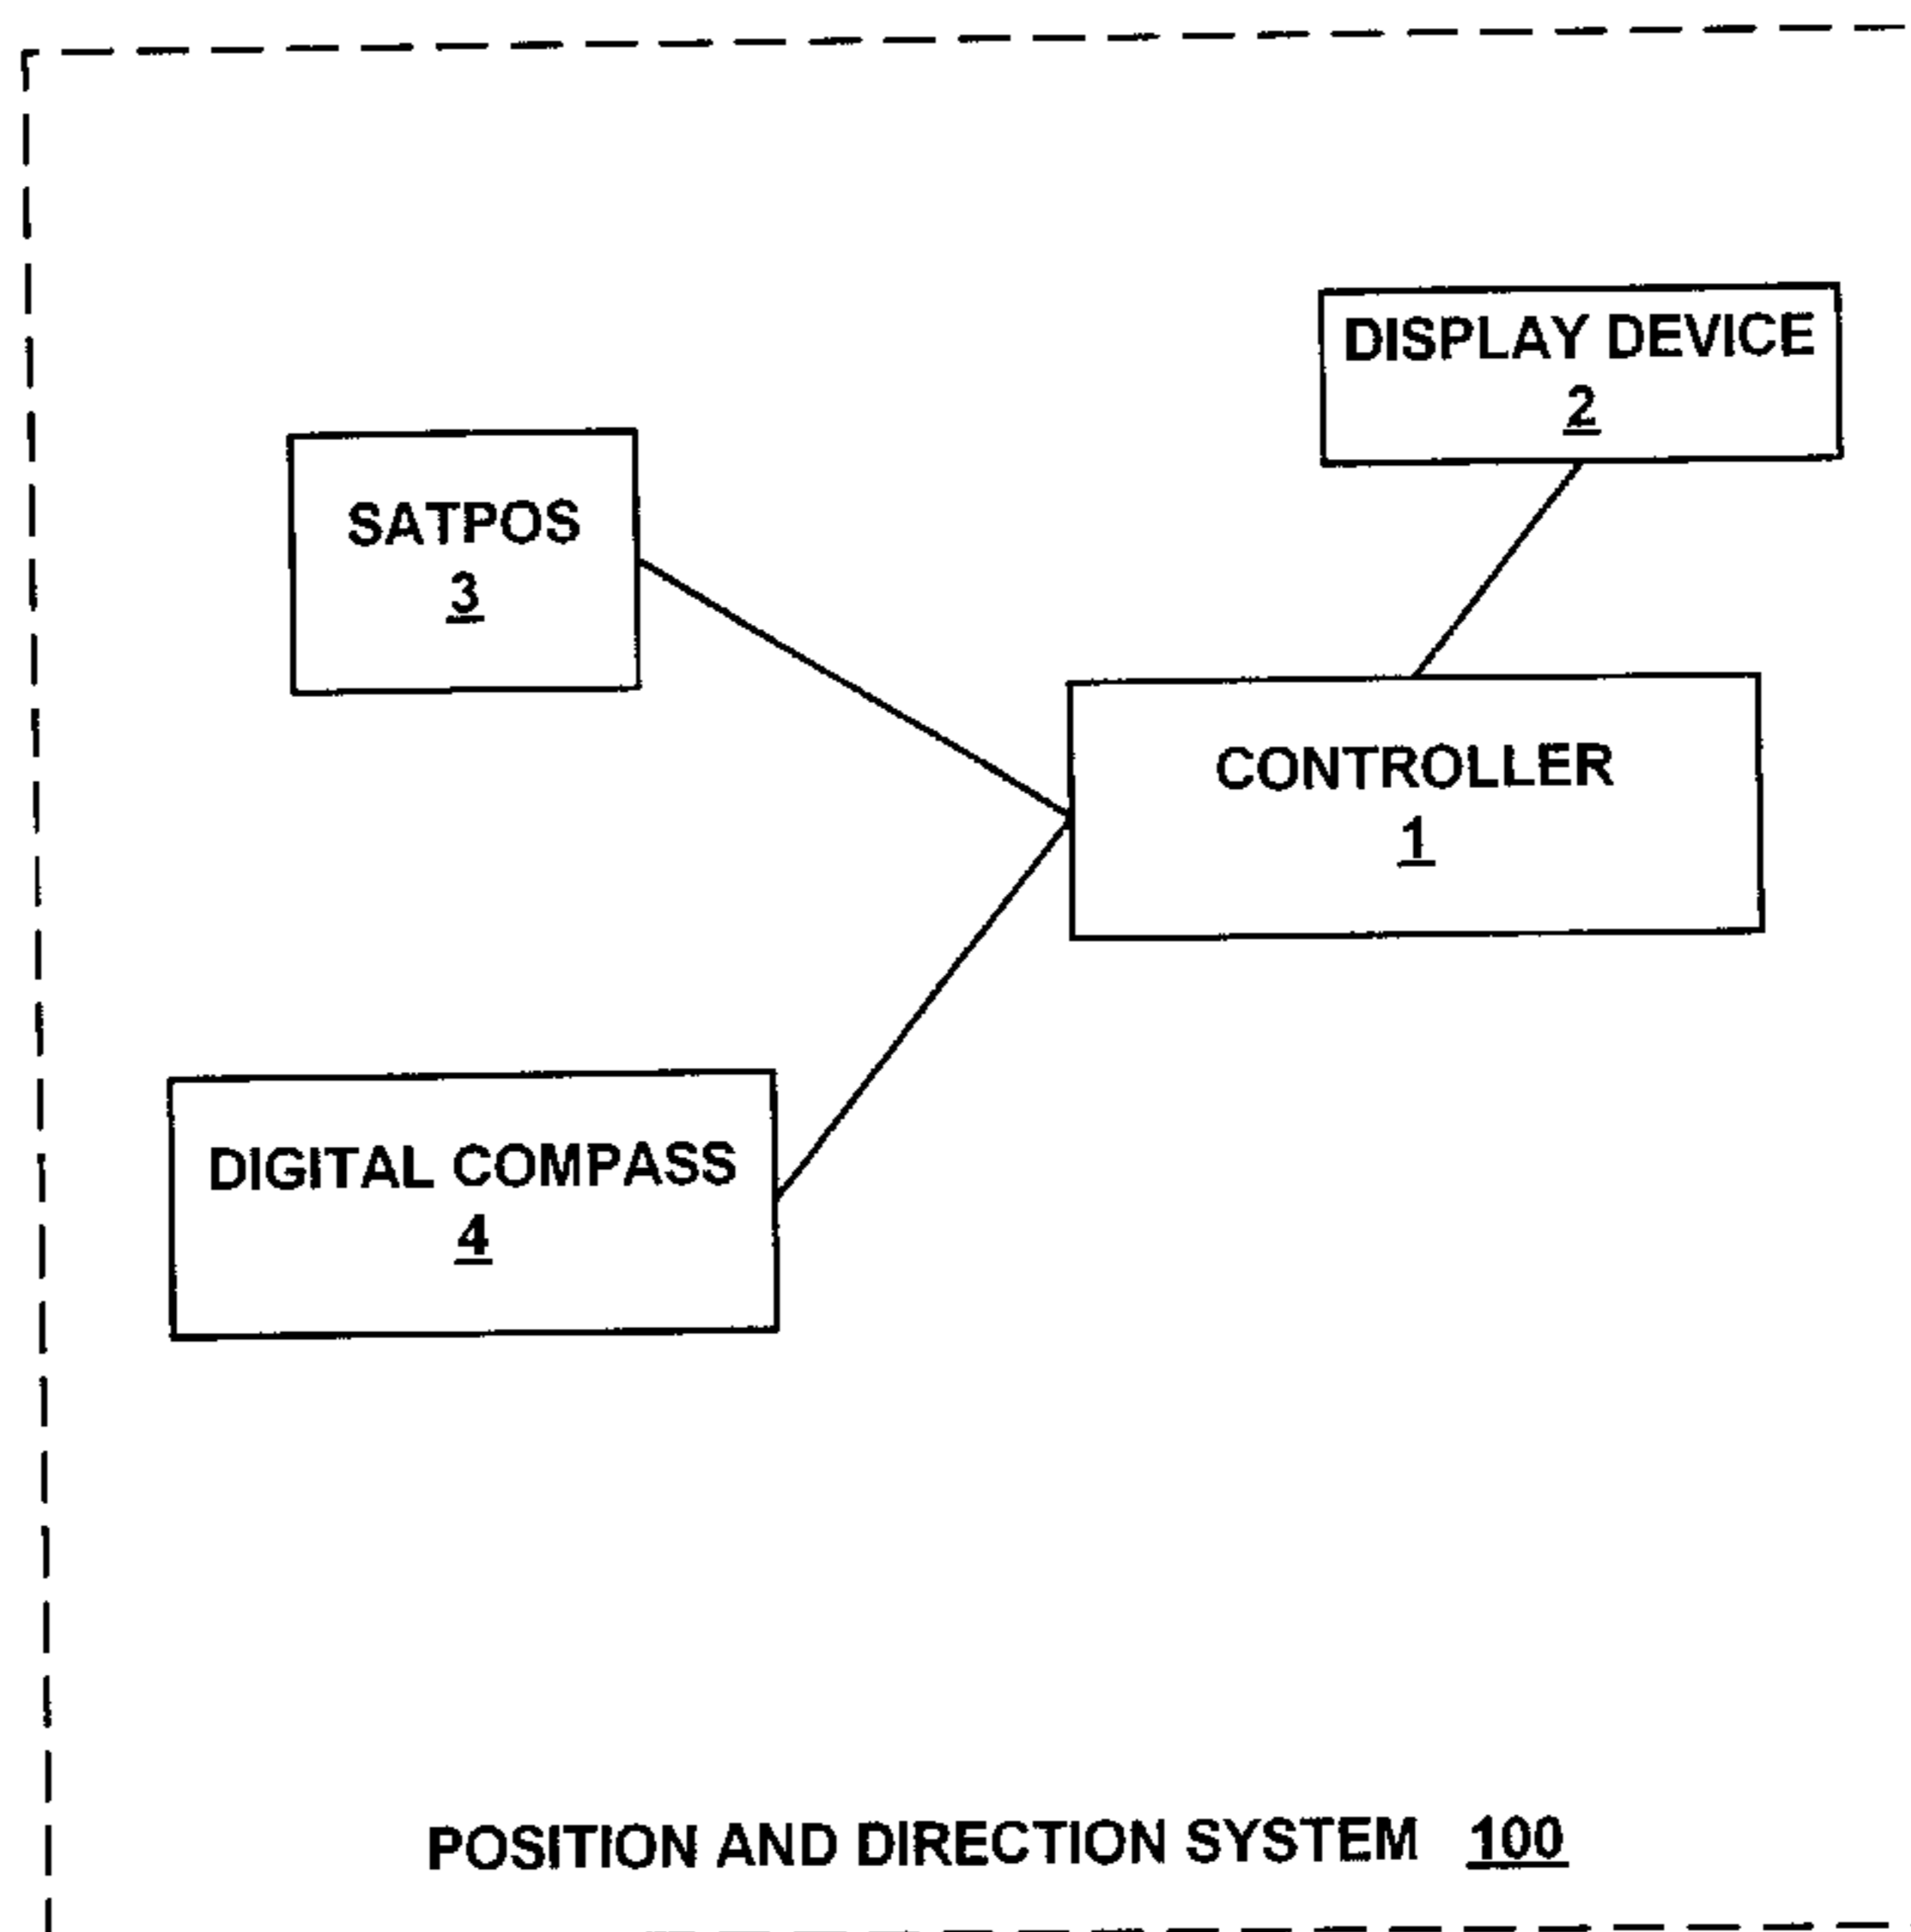 DISPLAY DEVICE
2
SATPOS
3
CONTROLLER
1
DIGITAL COMPASS
4
POSITION AND DIRECTION SYSTEM 100